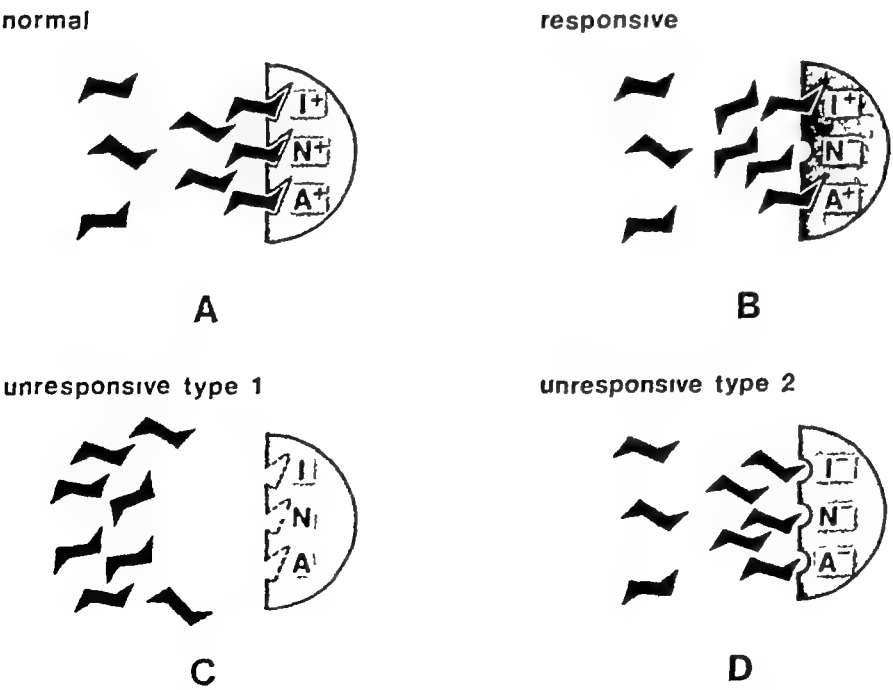 normal
responsive
I+
N+
A+
I+
N−
A+
A
B
unresponsive type 1
unresponsive type 2
I
N
A
I−
N−
A−
C
D